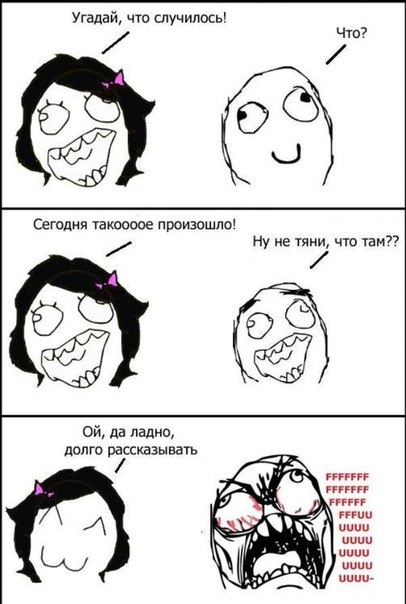 Угадай, что случилось!
Что?
Сегодня такоооое произошло!
Ну не тяни, что там??
Ой, да ладно,
долго рассказывать
FFFFFFF
FFFFFFF
FFFFFF
FFFUU
UUUU
UUUU
UUUU
UUUU
UUUU-